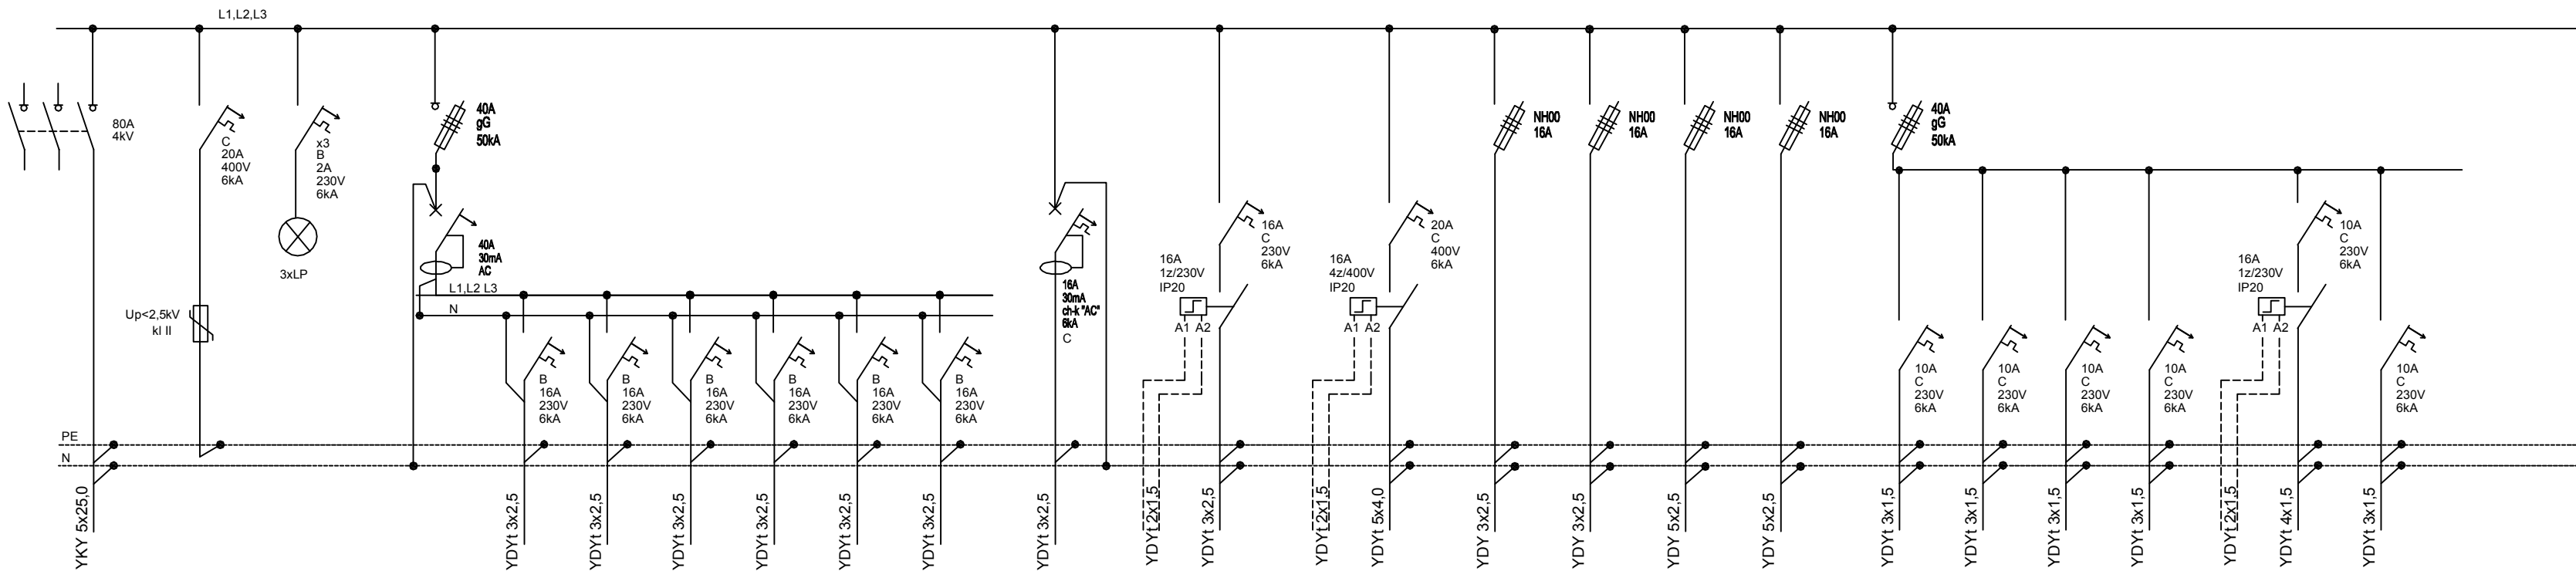 L1,L2,L3
80A
4kV
C
20A
400V
6kA
x3
B
2A
230V
6kA
3xLP
Up<2,5kV
kl II
40A
gG
50kA
40A
30mA
AC
L1,L2 L3
N
B
16A
230V
6kA
B
16A
230V
6kA
B
16A
230V
6kA
B
16A
230V
6kA
B
16A
230V
6kA
B
16A
230V
6kA
16A
30mA
ch-k "AC"
6kA
C
16A
C
230V
6kA
16A
1z/230V
IP20
A1 A2
20A
C
400V
6kA
16A
4z/400V
IP20
A1 A2
NH00
16A
NH00
16A
NH00
16A
NH00
16A
40A
gG
50kA
10A
C
230V
6kA
10A
C
230V
6kA
10A
C
230V
6kA
10A
C
230V
6kA
10A
C
230V
6kA
16A
1z/230V
IP20
A1 A2
10A
C
230V
6kA
PE
N
YKY 5x25,0
YDYt 3x2,5
YDYt 3x2,5
YDYt 3x2,5
YDYt 3x2,5
YDYt 3x2,5
YDYt 3x2,5
YDYt 3x2,5
YDYt 2x1,5
YDYt 3x2,5
YDYt 2x1,5
YDYt 5x4,0
YDY 3x2,5
YDY 3x2,5
YDY 5x2,5
YDY 5x2,5
YDYt 3x1,5
YDYt 3x1,5
YDYt 3x1,5
YDYt 3x1,5
YDYt 2x1,5
YDYt 4x1,5
YDYt 3x1,5